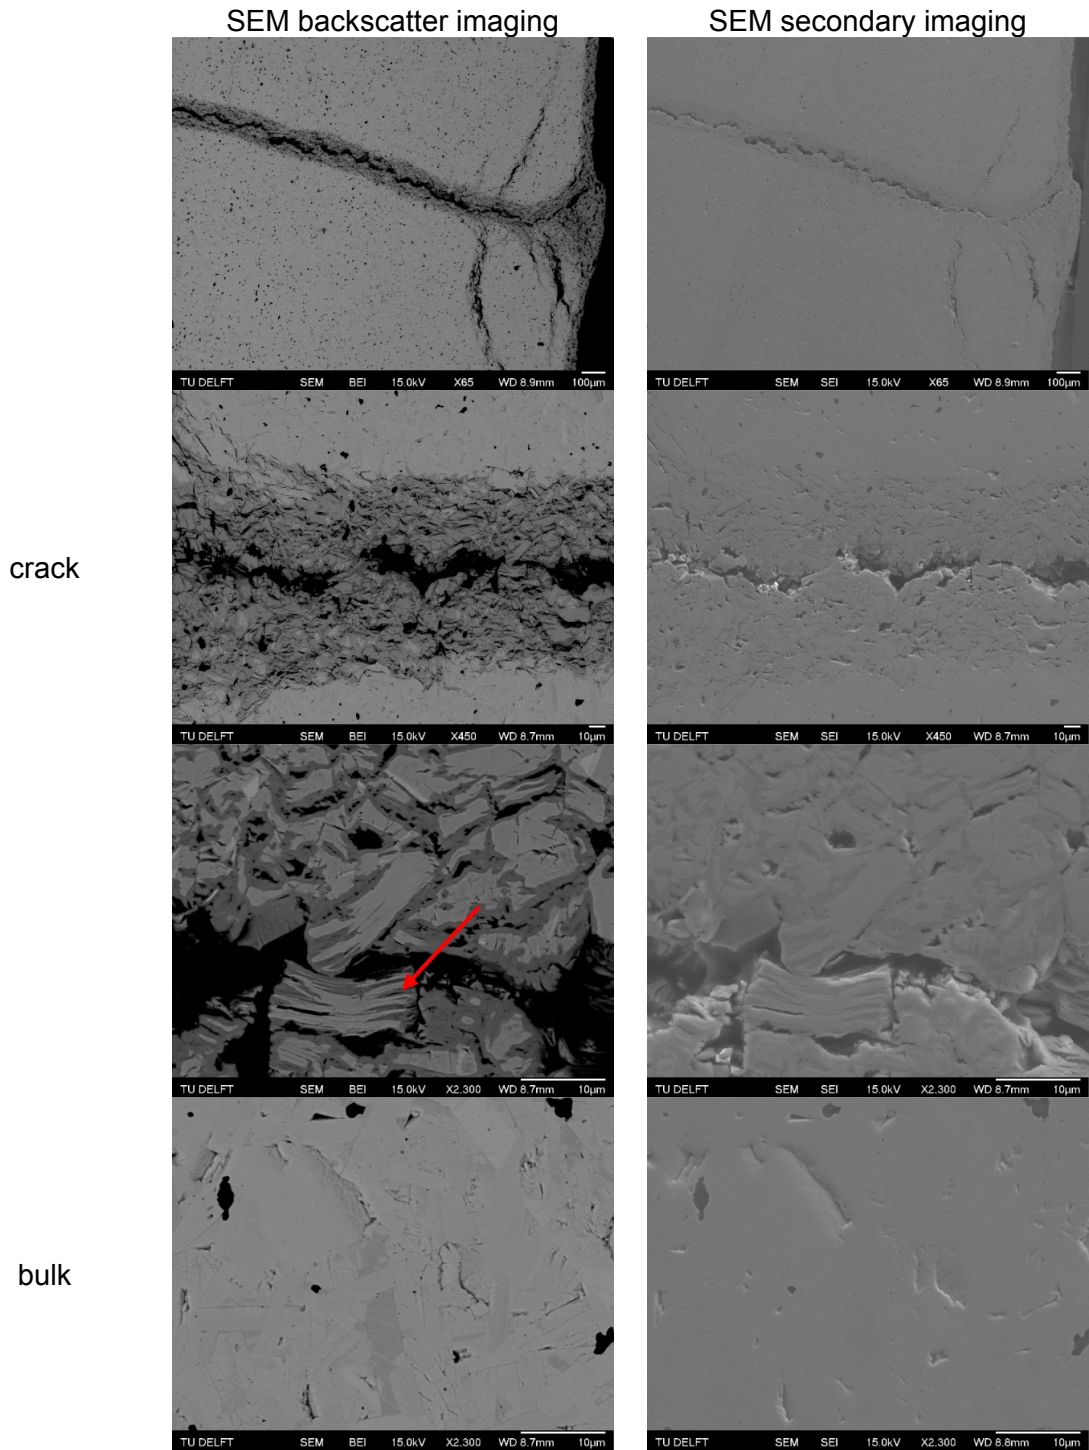 SEM backscatter imaging SEM secondary imaging
TU DELFT SEM BEI 15.0kV X65 WD 8.9mm 100µm
TU DELFT SEM SEI 15.0kV X65 WD 8.9mm 100µm
crack
TU DELFT SEM BEI 15.0kV X450 WD 8.7mm 10µm
TU DELFT SEM SEI 15.0kV X450 WD 8.7mm 10µm
TU DELFT SEM BEI 15.0kV X2,300 WD 8.7mm 10µm
TU DELFT SEM SEI 15.0kV X2,300 WD 8.7mm 10µm
bulk
TU DELFT SEM BEI 15.0kV X2,300 WD 8.7mm 10µm
TU DELFT SEM SEI 15.0kV X2,300 WD 8.8mm 10µm